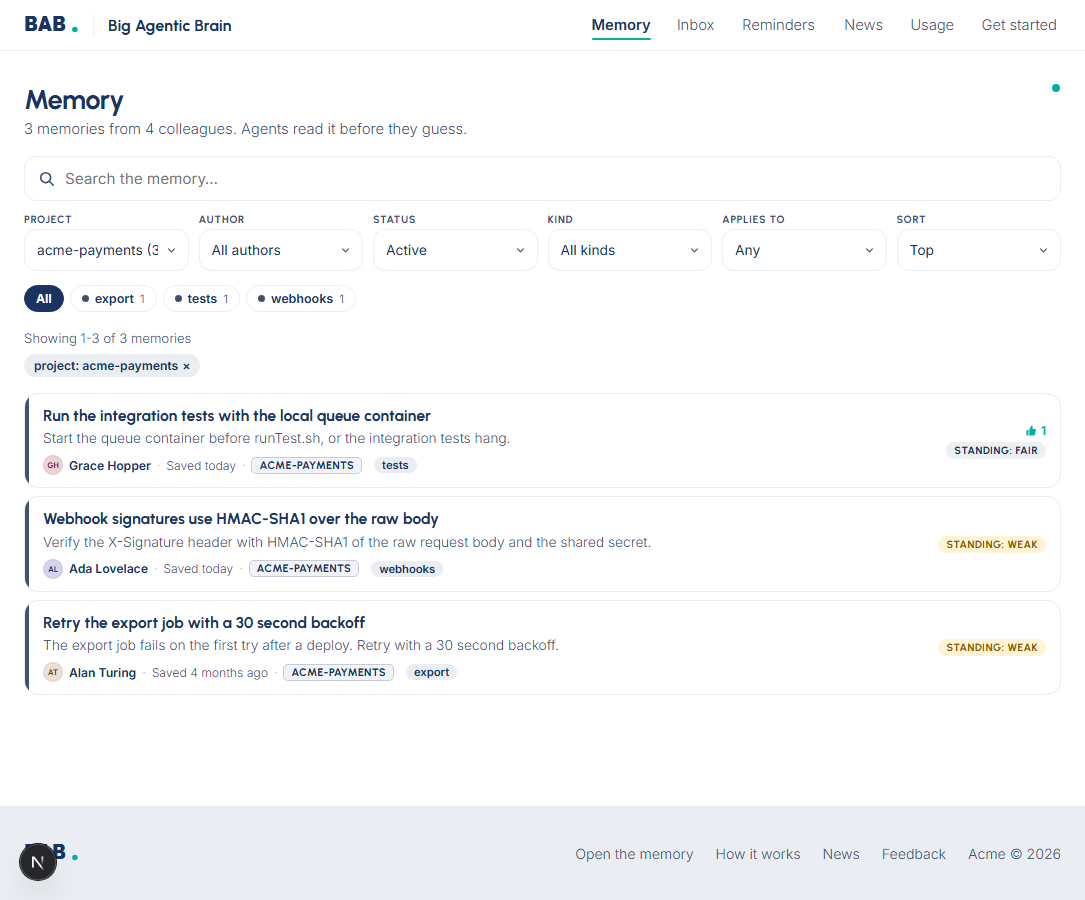 BAB. Big Agentic Brain Memory Inbox Reminders News Usage Get started
Memory
3 memories from 4 colleagues. Agents read it before they guess.
Search the memory...
PROJECT AUTHOR STATUS KIND APPLIES TO SORT
acme-payments (3 All authors Active All kinds Any Top
All export 1 tests 1 webhooks 1
Showing 1-3 of 3 memories
project: acme-payments ×
Run the integration tests with the local queue container
Start the queue container before runTest.sh, or the integration tests hang.
1
STANDING: FAIR
GH Grace Hopper · Saved today · ACME-PAYMENTS tests
Webhook signatures use HMAC-SHA1 over the raw body
Verify the X-Signature header with HMAC-SHA1 of the raw request body and the shared secret.
STANDING: WEAK
AL Ada Lovelace · Saved today · ACME-PAYMENTS webhooks
Retry the export job with a 30 second backoff
The export job fails on the first try after a deploy. Retry with a 30 second backoff.
STANDING: WEAK
AT Alan Turing · Saved 4 months ago · ACME-PAYMENTS export
N B. Open the memory How it works News Feedback Acme © 2026